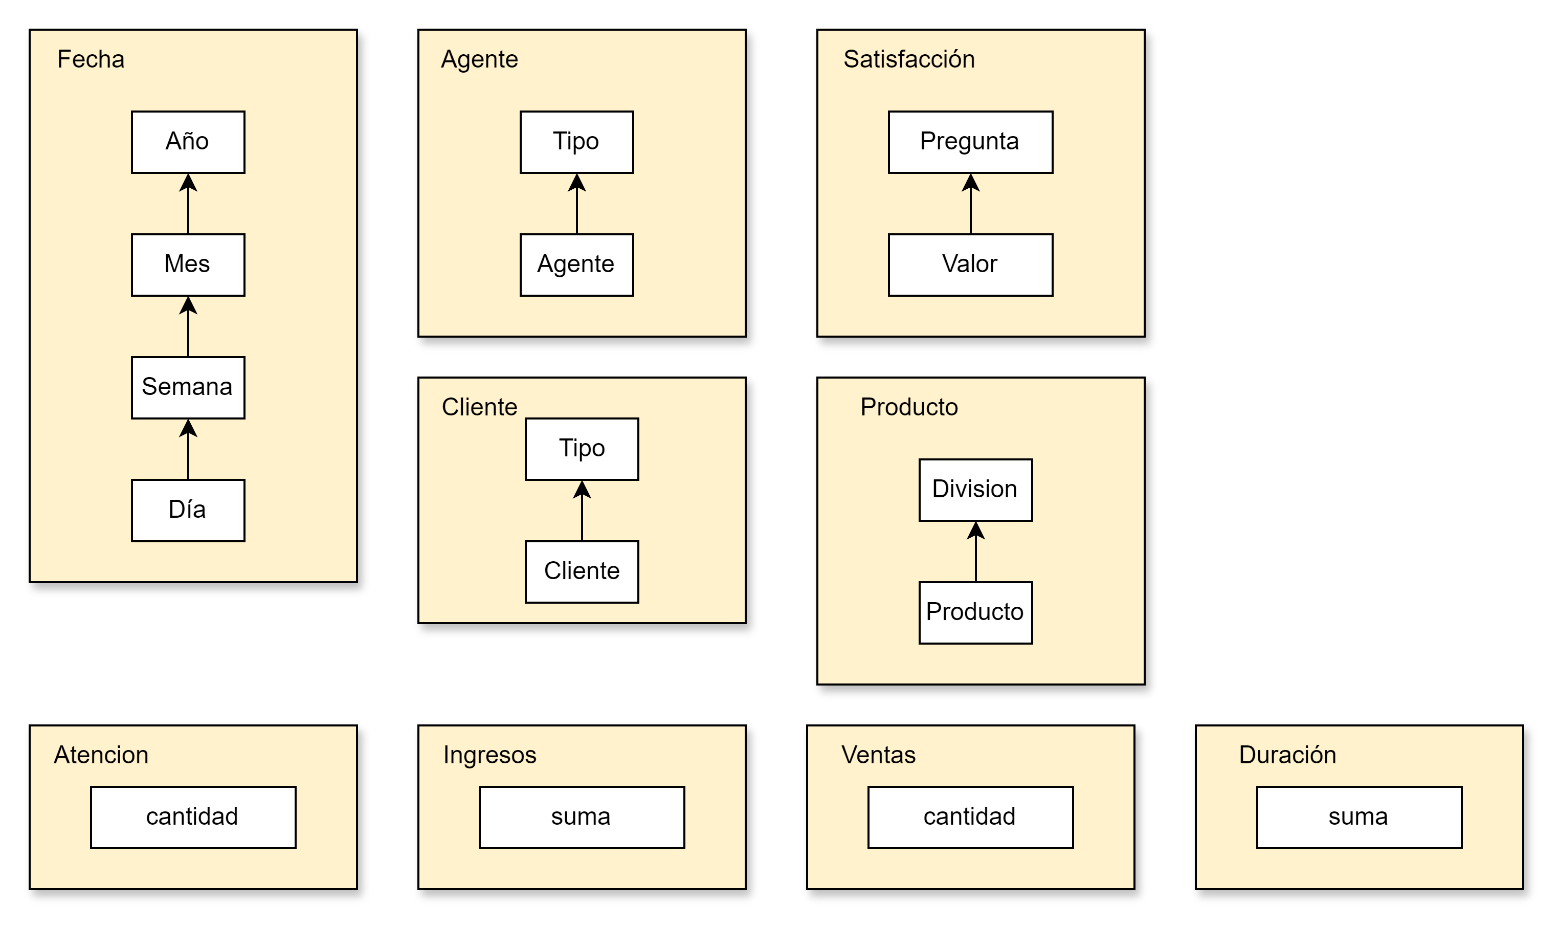 Fecha
Año
Mes
Semana
Día
Agente
Tipo
Agente
Satisfacción
Pregunta
Valor
Cliente
Tipo
Cliente
Producto
Division
Producto
Atencion
cantidad
Ingresos
suma
Ventas
cantidad
Duración
suma